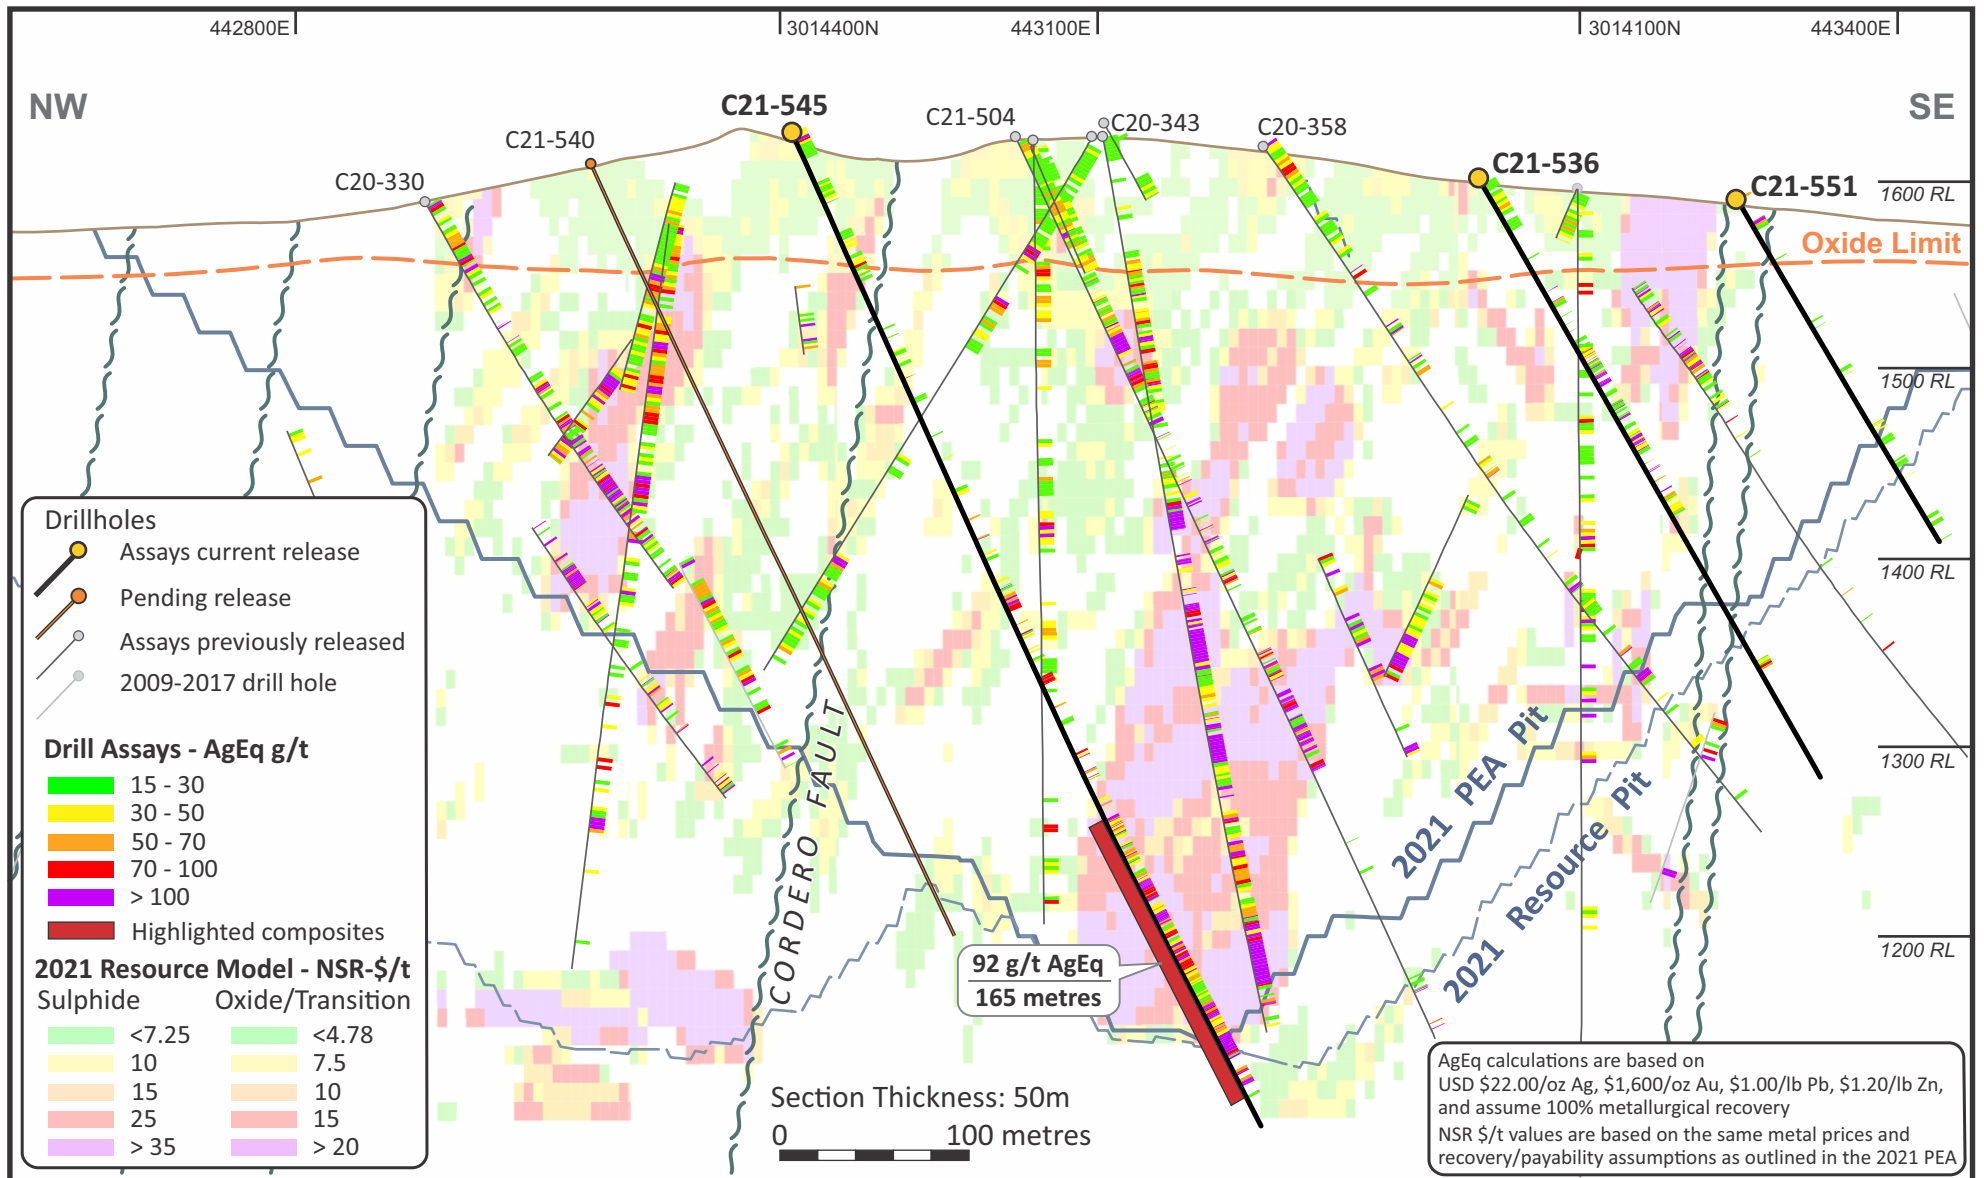 442800E
3014400N
443100E
3014100N
443400E
NW
SE
C20-330
C21-540
C21-545
C21-504
C20-343
C20-358
C21-536
C21-551
1600 RL
Oxide Limit
1500 RL
1400 RL
1300 RL
1200 RL
CORDERO FAULT
2021 PEA Pit
2021 Resource Pit
92 g/t AgEq
165 metres
Drillholes
Assays current release
Pending release
Assays previously released
2009-2017 drill hole
Drill Assays - AgEq g/t
15 - 30
30 - 50
50 - 70
70 - 100
> 100
Highlighted composites
2021 Resource Model - NSR-$/t
Sulphide Oxide/Transition
<7.25 <4.78
10 7.5
15 10
25 15
> 35 > 20
Section Thickness: 50m
0 100 metres
AgEq calculations are based on
USD $22.00/oz Ag, $1,600/oz Au, $1.00/lb Pb, $1.20/lb Zn,
and assume 100% metallurgical recovery
NSR $/t values are based on the same metal prices and
recovery/payability assumptions as outlined in the 2021 PEA